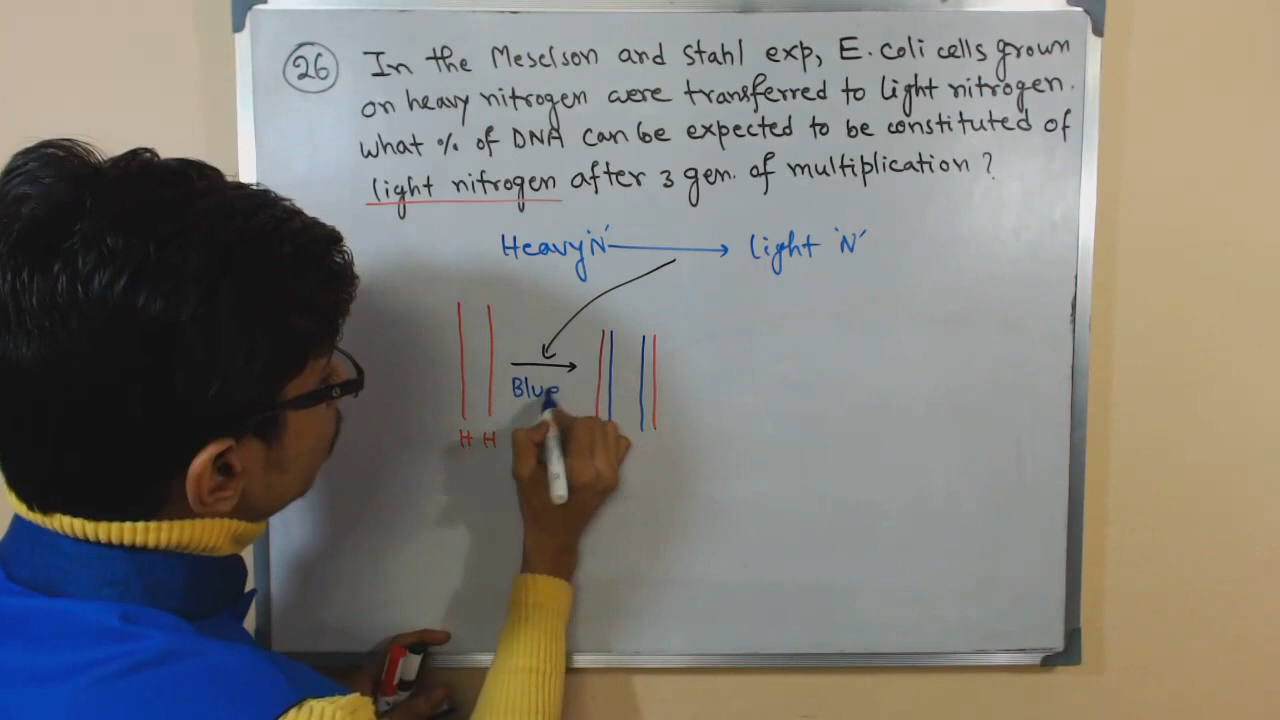 26 In the Meselson and Stahl exp, E. coli cells grown
on heavy nitrogen were transferred to light nitrogen.
What % of DNA can be expected to be constituted of
light nitrogen after 3 gen. of multiplication?
Heavy 'N' light 'N'
Blue
H H